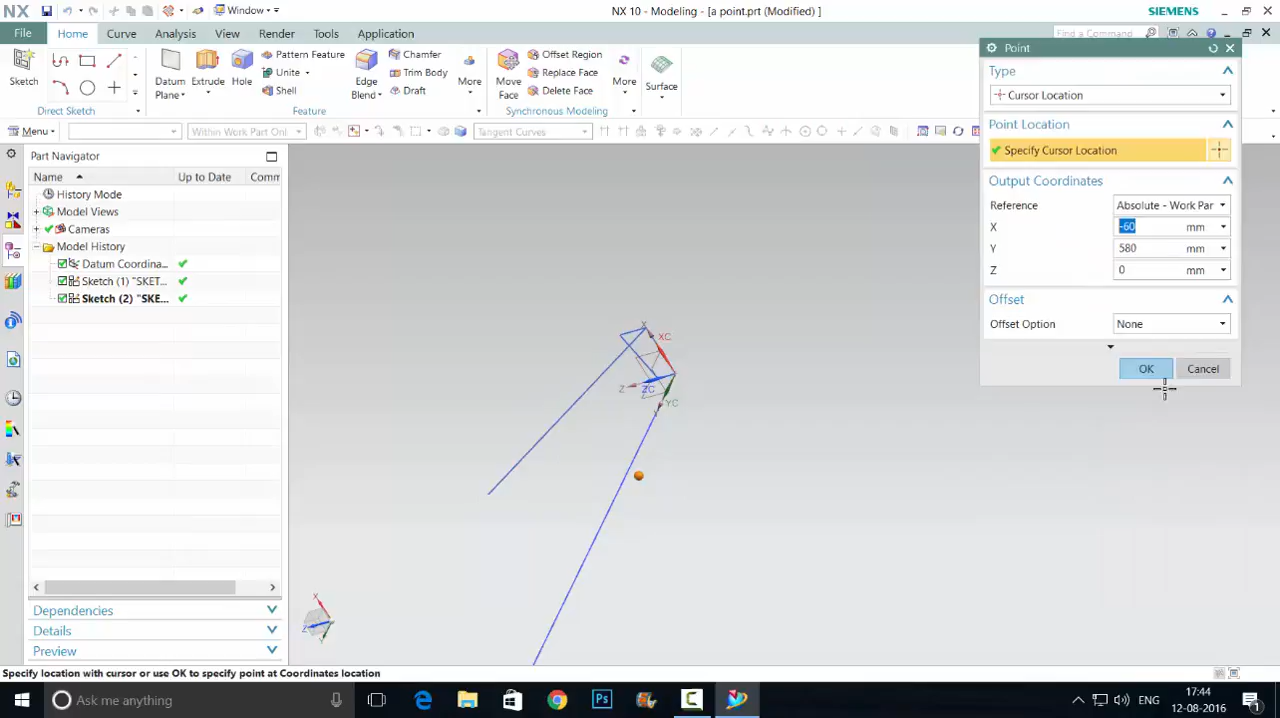 NX
Window
NX 10 - Modeling - [a point.prt (Modified) ]
SIEMENS
File
Home
Curve
Analysis
View
Render
Tools
Application
Find a Command
Sketch
Direct Sketch
Datum Plane
Extrude
Hole
Pattern Feature
Unite
Shell
Edge Blend
Chamfer
Trim Body
Draft
More
Feature
Move Face
Offset Region
Replace Face
Delete Face
More
Synchronous Modeling
Surface
Menu
Within Work Part Onl
Tangent Curves
Part Navigator
Name
Up to Date
Comm
History Mode
Model Views
Cameras
Model History
Datum Coordina...
Sketch (1) "SKET...
Sketch (2) "SKE...
Dependencies
Details
Preview
X
XC
Z
ZC
YC
X
Z
Y
Point
Type
Cursor Location
Point Location
Specify Cursor Location
Output Coordinates
Reference
Absolute - Work Par
X
-60
mm
Y
580
mm
Z
0
mm
Offset
Offset Option
None
OK
Cancel
Specify location with cursor or use OK to specify point at Coordinates location
Ask me anything
Ps
C
ENG
17:44
12-08-2016